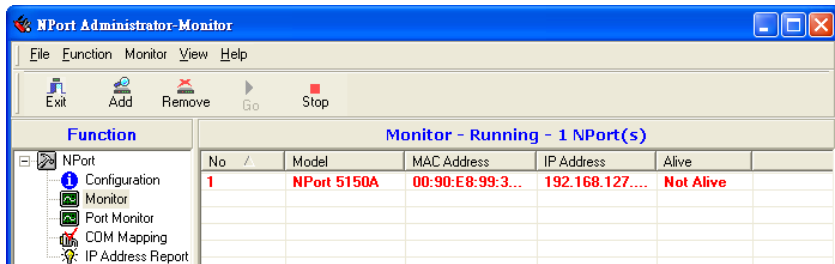 NPort Administrator-Monitor
File Function Monitor View Help
Exit Add Remove Go Stop
Function
Monitor - Running - 1 NPort(s)
NPort
Configuration
Monitor
Port Monitor
COM Mapping
IP Address Report
No Model MAC Address IP Address Alive
1 NPort 5150A 00:90:E8:99:3... 192.168.127.... Not Alive